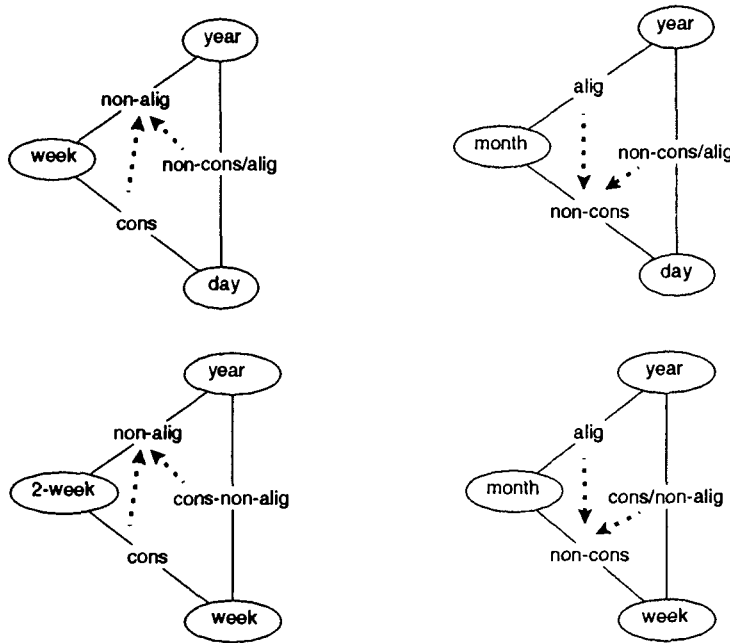 year
non-alig
week
non-cons/alig
cons
day
year
alig
month
non-cons/alig
non-cons
day
year
non-alig
2-week
cons-non-alig
cons
week
year
alig
month
cons/non-alig
non-cons
week